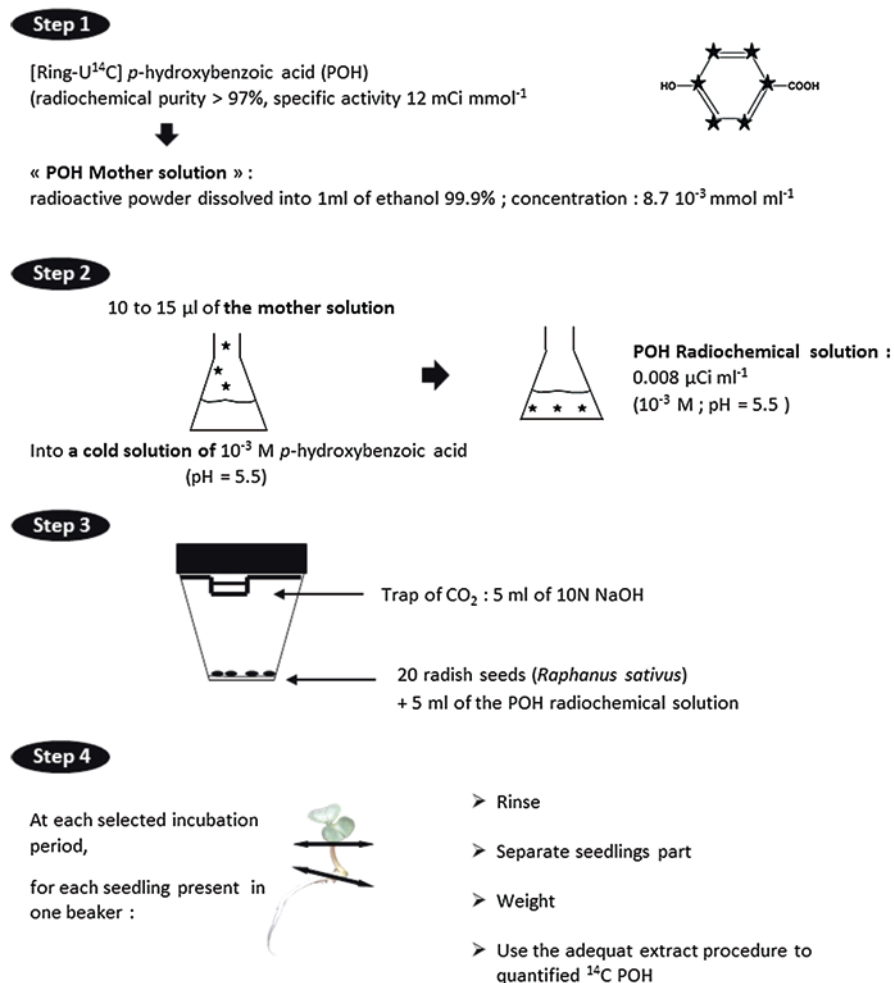 Step 1
[Ring-U¹⁴C] p-hydroxybenzoic acid (POH)
(radiochemical purity > 97%, specific activity 12 mCi mmol⁻¹
HO
COOH
« POH Mother solution » :
radioactive powder dissolved into 1ml of ethanol 99.9% ; concentration : 8.7 10⁻³ mmol ml⁻¹
Step 2
10 to 15 µl of the mother solution
Into a cold solution of 10⁻³ M p-hydroxybenzoic acid
(pH = 5.5)
POH Radiochemical solution :
0.008 µCi ml⁻¹
(10⁻³ M ; pH = 5.5 )
Step 3
Trap of CO₂ : 5 ml of 10N NaOH
20 radish seeds (Raphanus sativus)
+ 5 ml of the POH radiochemical solution
Step 4
At each selected incubation
period,
for each seedling present in
one beaker :
➢ Rinse
➢ Separate seedlings part
➢ Weight
➢ Use the adequat extract procedure to
quantified ¹⁴C POH